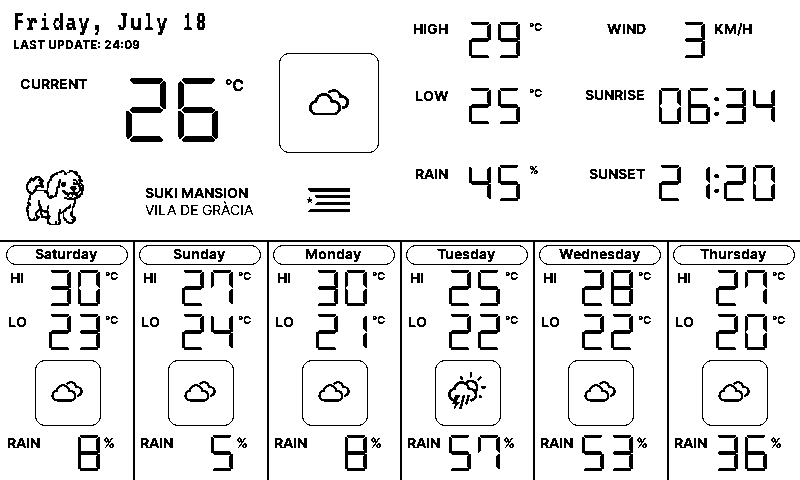 Friday, July 18
LAST UPDATE: 24:09
CURRENT 26 °C
SUKI MANSION
VILA DE GRÀCIA
HIGH 29 °C
LOW 25 °C
RAIN 45 %
WIND 3 KM/H
SUNRISE 06:34
SUNSET 21:20
Saturday
HI 30 °C
LO 23 °C
RAIN 8 %
Sunday
HI 27 °C
LO 24 °C
RAIN 5 %
Monday
HI 30 °C
LO 21 °C
RAIN 8 %
Tuesday
HI 25 °C
LO 22 °C
RAIN 57 %
Wednesday
HI 28 °C
LO 22 °C
RAIN 53 %
Thursday
HI 27 °C
LO 20 °C
RAIN 36 %